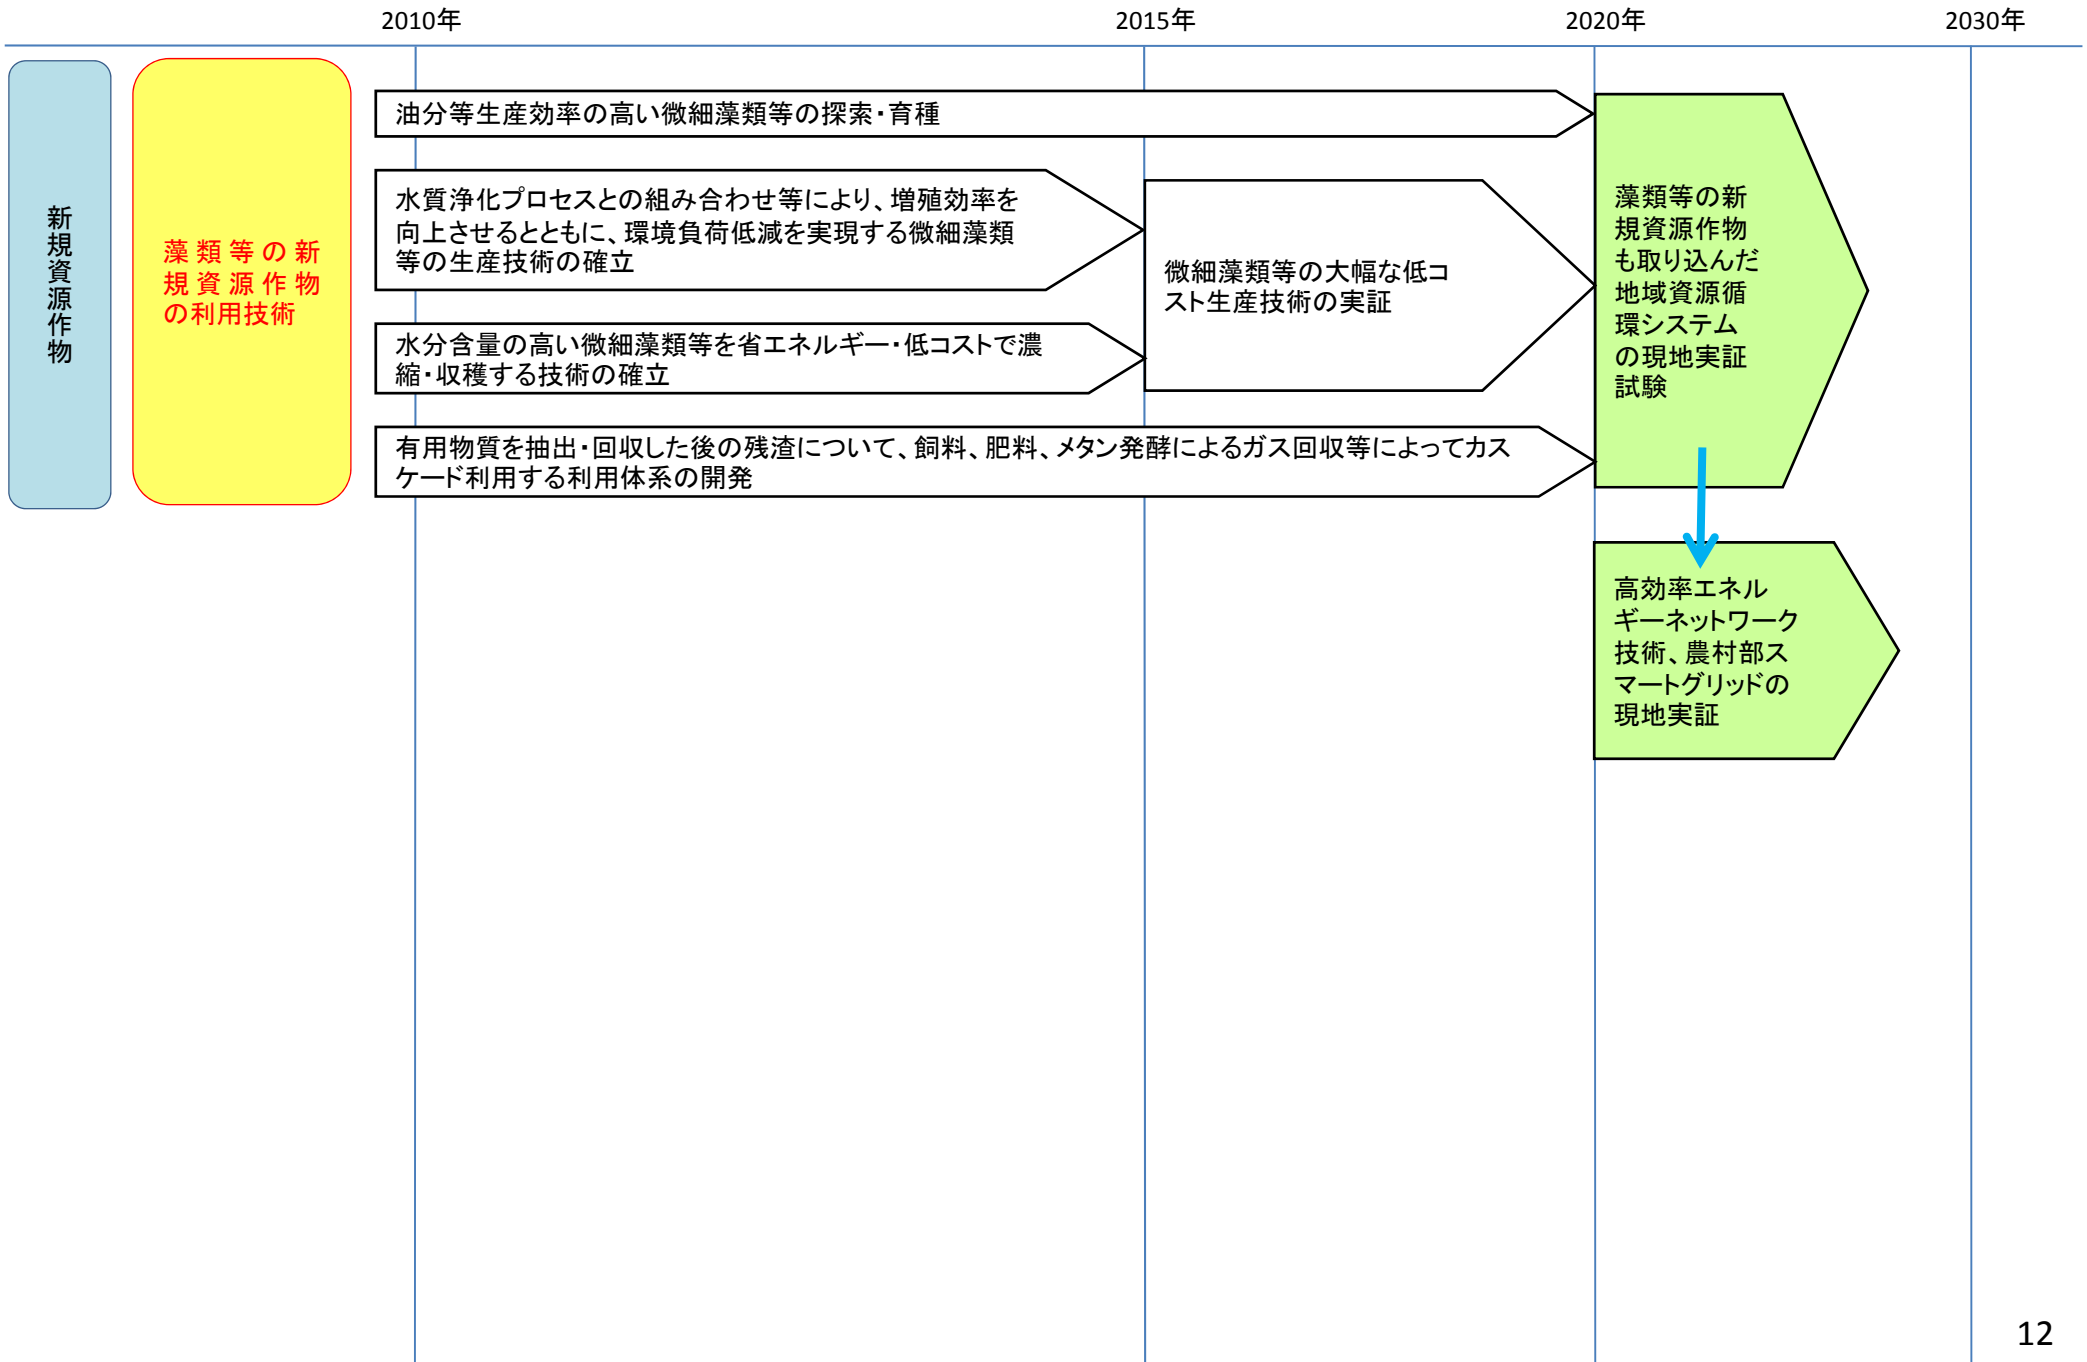 2010年
2015年
2020年
2030年
新規資源作物
藻類等の新
規資源作物
の利用技術
油分等生産効率の高い微細藻類等の探索・育種
水質浄化プロセスとの組み合わせ等により、増殖効率を
向上させるとともに、環境負荷低減を実現する微細藻類
等の生産技術の確立
水分含量の高い微細藻類等を省エネルギー・低コストで濃
縮・収穫する技術の確立
有用物質を抽出・回収した後の残渣について、飼料、肥料、メタン発酵によるガス回収等によってカス
ケード利用する利用体系の開発
微細藻類等の大幅な低コ
スト生産技術の実証
藻類等の新
規資源作物
も取り込んだ
地域資源循
環システム
の現地実証
試験
高効率エネル
ギーネットワーク
技術、農村部ス
マートグリッドの
現地実証
12